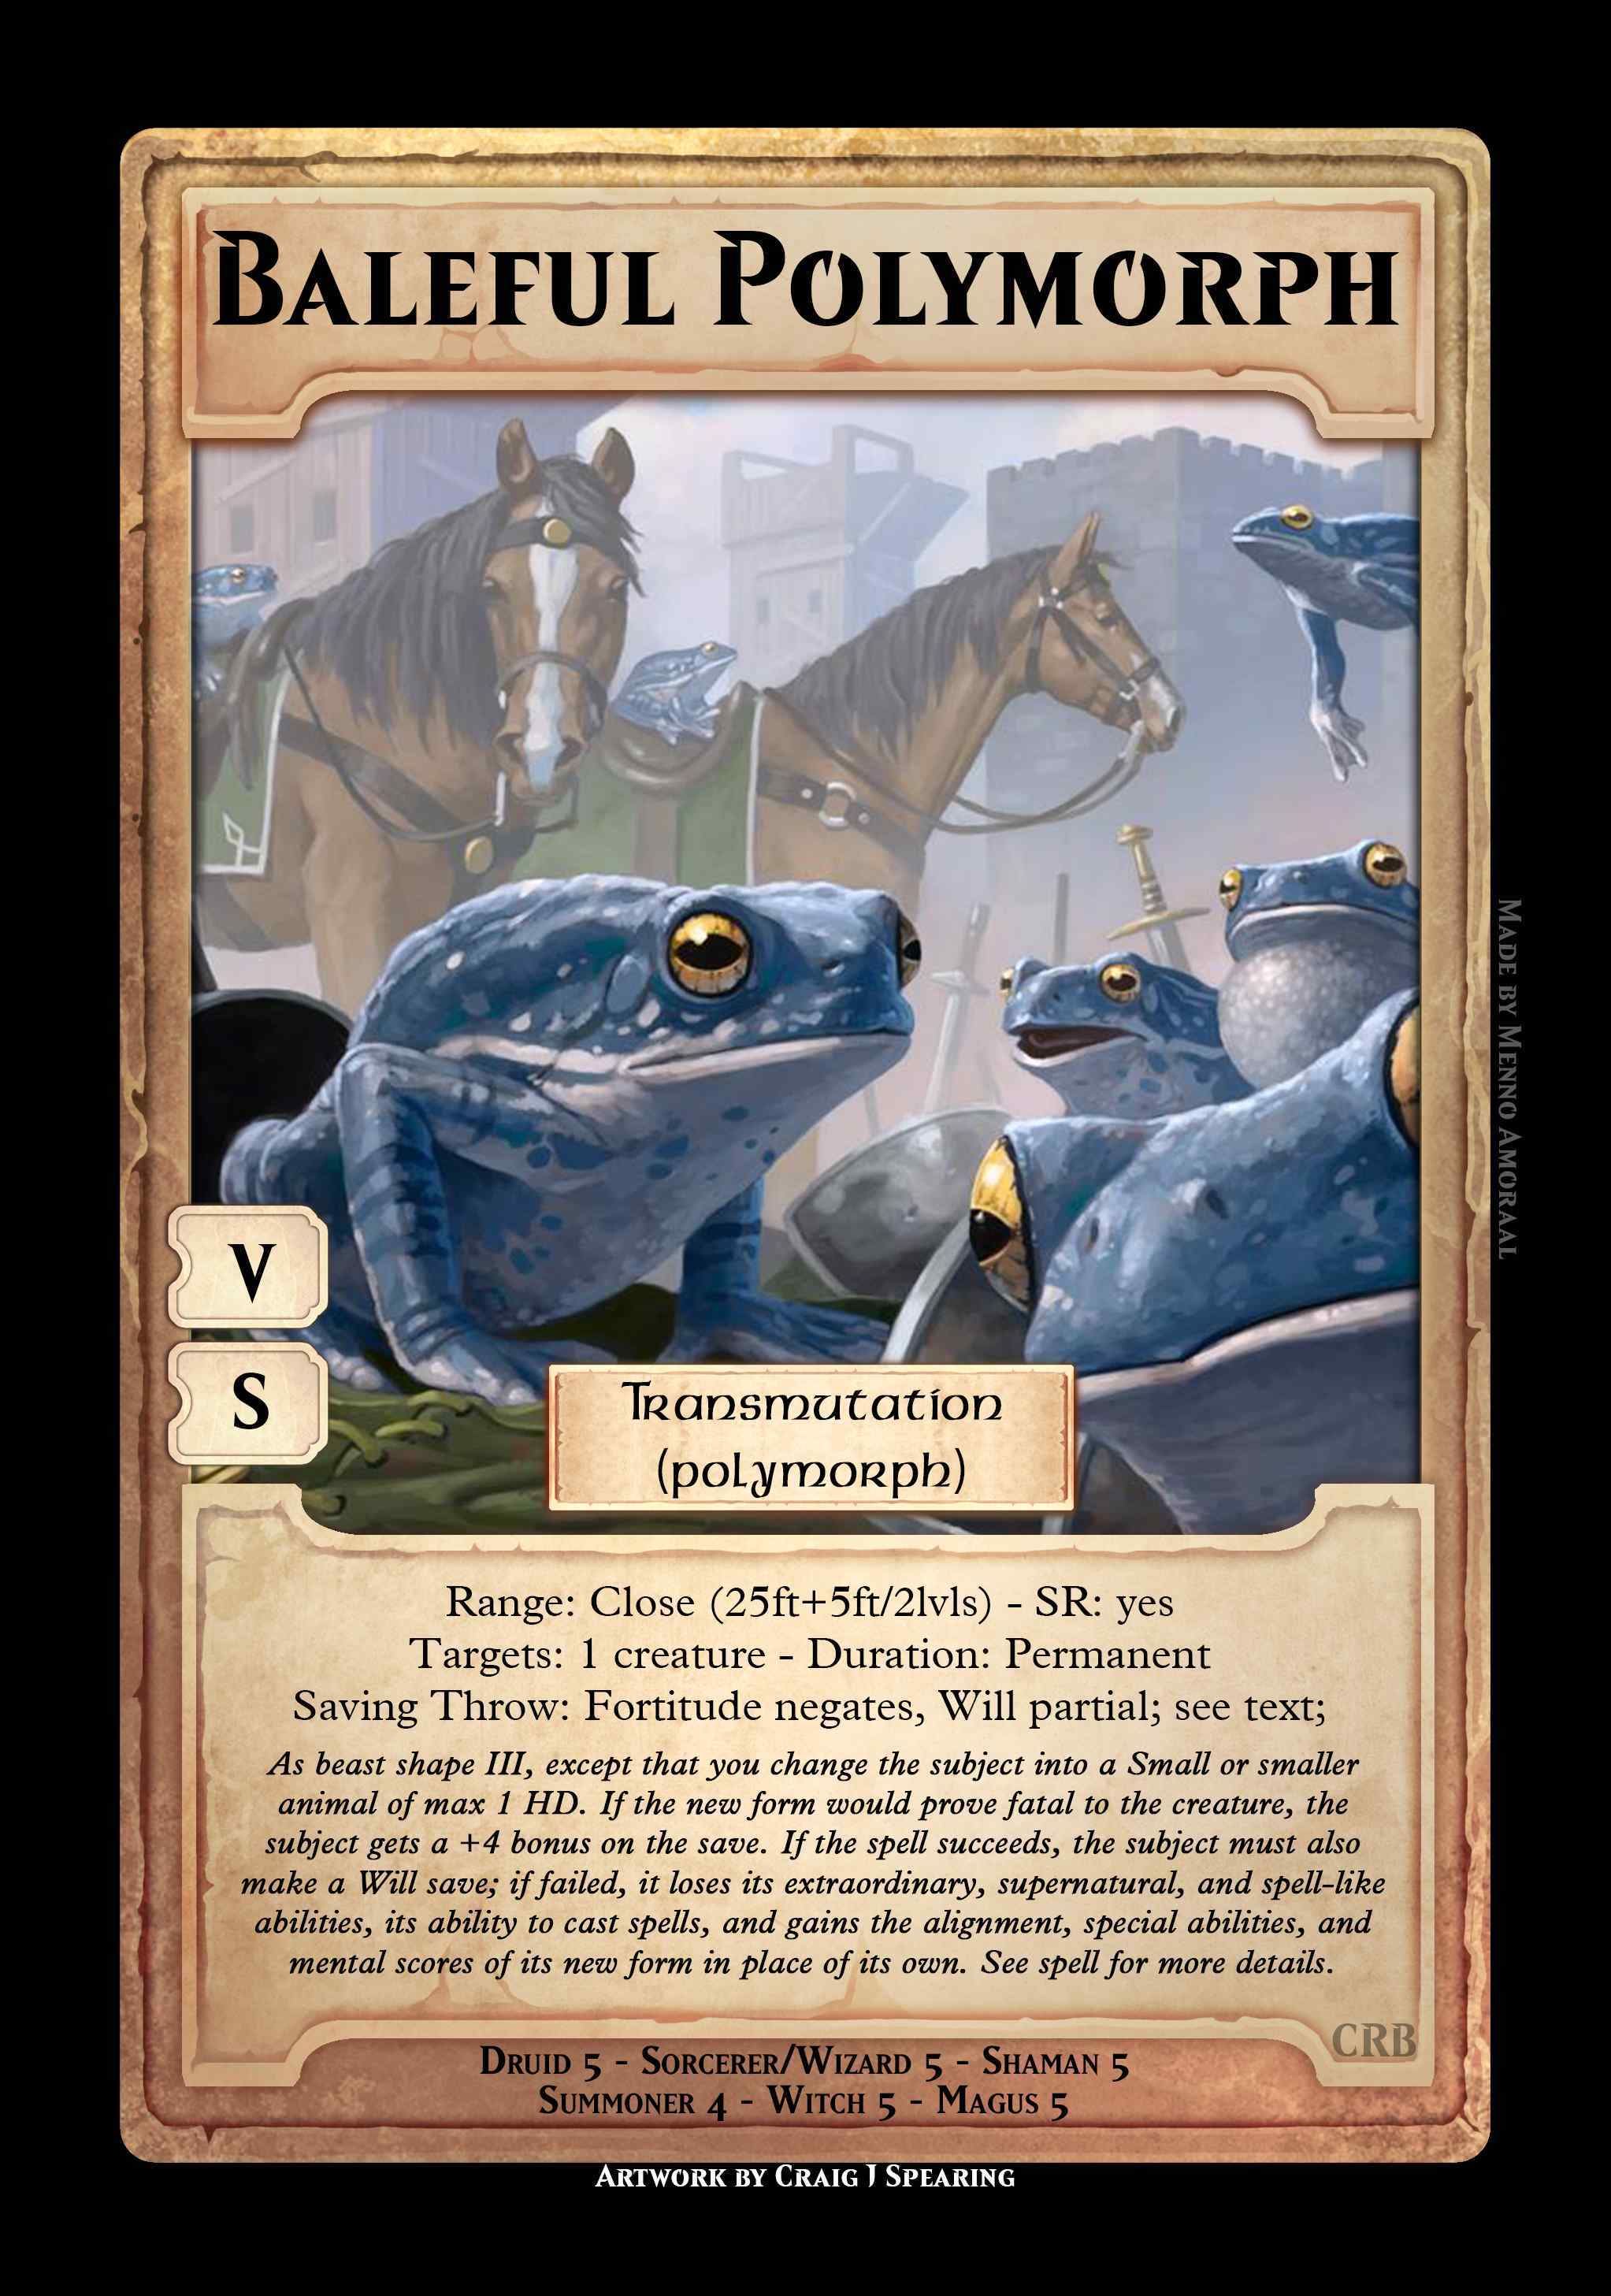 Baleful Polymorph
V
S
Transmutation
(polymorph)
Range: Close (25ft+5ft/2lvls) - SR: yes
Targets: 1 creature - Duration: Permanent
Saving Throw: Fortitude negates, Will partial; see text;
As beast shape III, except that you change the subject into a Small or smaller
animal of max 1 HD. If the new form would prove fatal to the creature, the
subject gets a +4 bonus on the save. If the spell succeeds, the subject must also
make a Will save; if failed, it loses its extraordinary, supernatural, and spell-like
abilities, its ability to cast spells, and gains the alignment, special abilities, and
mental scores of its new form in place of its own. See spell for more details.
CRB
Druid 5 - Sorcerer/Wizard 5 - Shaman 5
Summoner 4 - Witch 5 - Magus 5
Artwork by Craig J Spearing
Made by Menno Amoraal